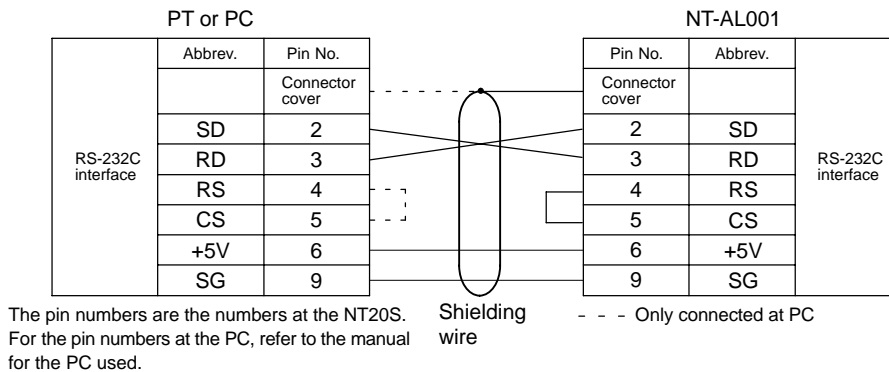 PT or PC NT-AL001
Abbrev. Pin No. Pin No. Abbrev.
Connector cover Connector cover
SD 2 2 SD
RD 3 3 RD
RS-232C interface RS-232C interface
RS 4 4 RS
CS 5 5 CS
+5V 6 6 +5V
SG 9 9 SG
The pin numbers are the numbers at the NT20S.
For the pin numbers at the PC, refer to the manual
for the PC used.
Shielding
wire
- - - Only connected at PC